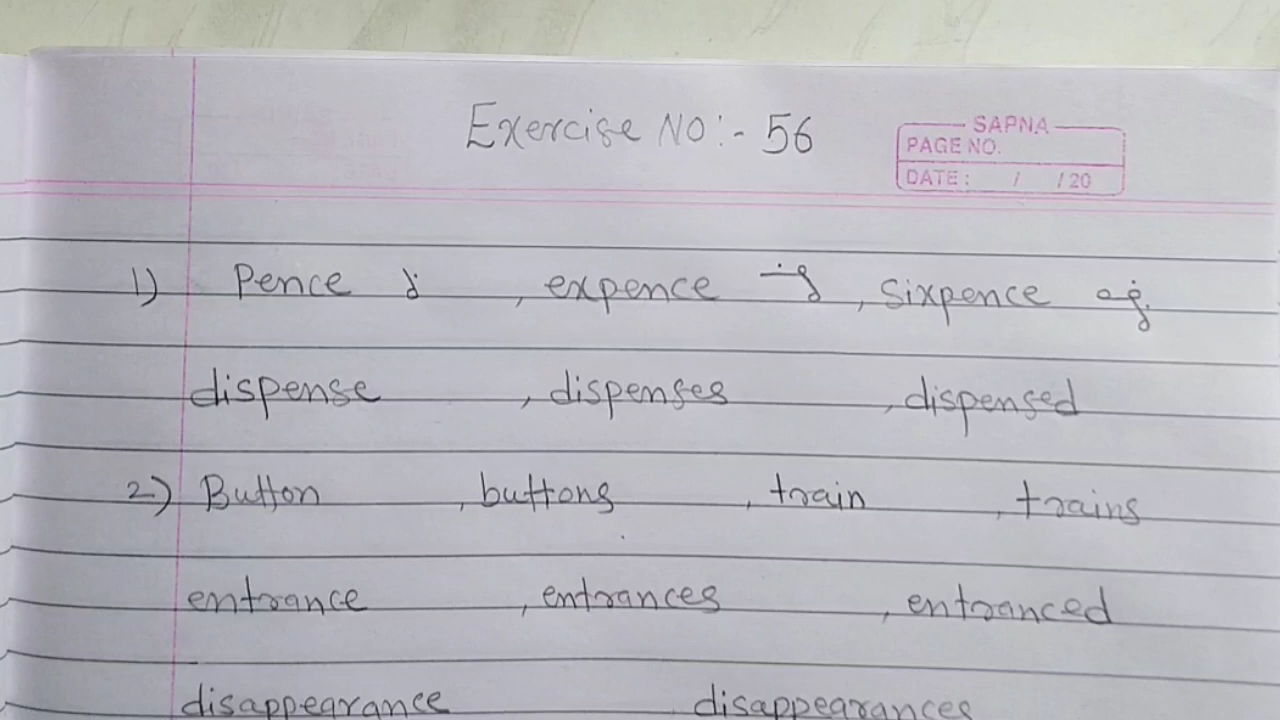 Exercise NO:- 56
SAPNA
PAGE NO.
DATE: / /20
1) Pence , expence , sixpence
dispense , dispenses , dispensed
2) Button , buttons , train , trains
entrance , entrances , entranced
disappearance disappearances